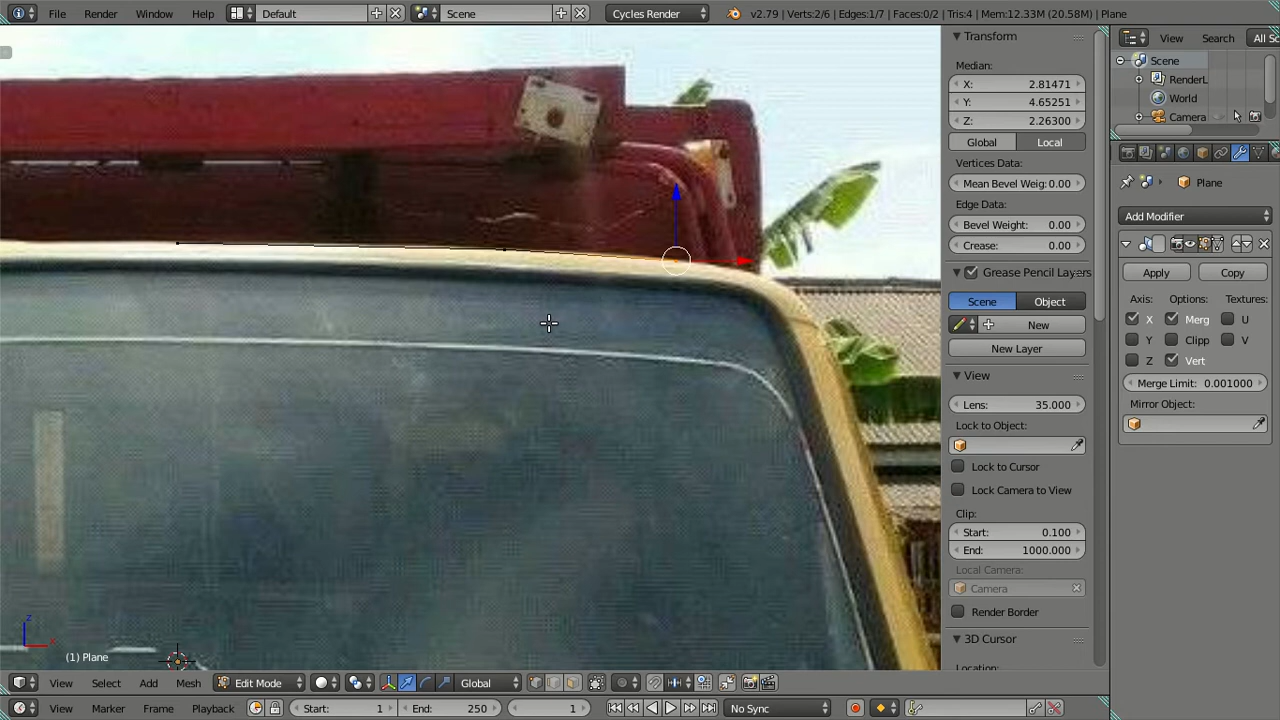 File Render Window Help Default Scene Cycles Render v2.79 | Verts:2/6 | Edges:1/7 | Faces:0/2 | Tris:4 | Mem:12.33M (20.58M) | Plane
Transform
Median:
X: 2.81471
Y: 4.65251
Z: 2.26300
Global Local
Vertices Data:
Mean Bevel Weig: 0.00
Edge Data:
Bevel Weight: 0.00
Crease: 0.00
Grease Pencil Layers
Scene Object
New
New Layer
View
Lens: 35.000
Lock to Object:
Lock to Cursor
Lock Camera to View
Clip:
Start: 0.100
End: 1000.000
Local Camera:
Camera
Render Border
3D Cursor
Location:
View Search All Sc
Scene
RenderL
World
Camera
Plane
Add Modifier
Apply Copy
Axis: Options: Textures:
X Merg U
Y Clipp V
Z Vert
Merge Limit: 0.001000
Mirror Object:
z
x
(1) Plane
View Select Add Mesh Edit Mode Global
View Marker Frame Playback Start: 1 End: 250 1 No Sync